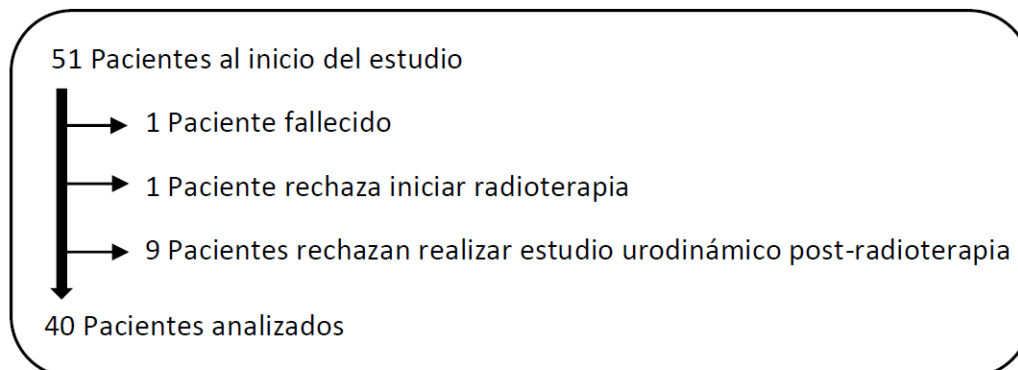 51 Pacientes al inicio del estudio
1 Paciente fallecido
1 Paciente rechaza iniciar radioterapia
9 Pacientes rechazan realizar estudio urodinámico post-radioterapia
40 Pacientes analizados